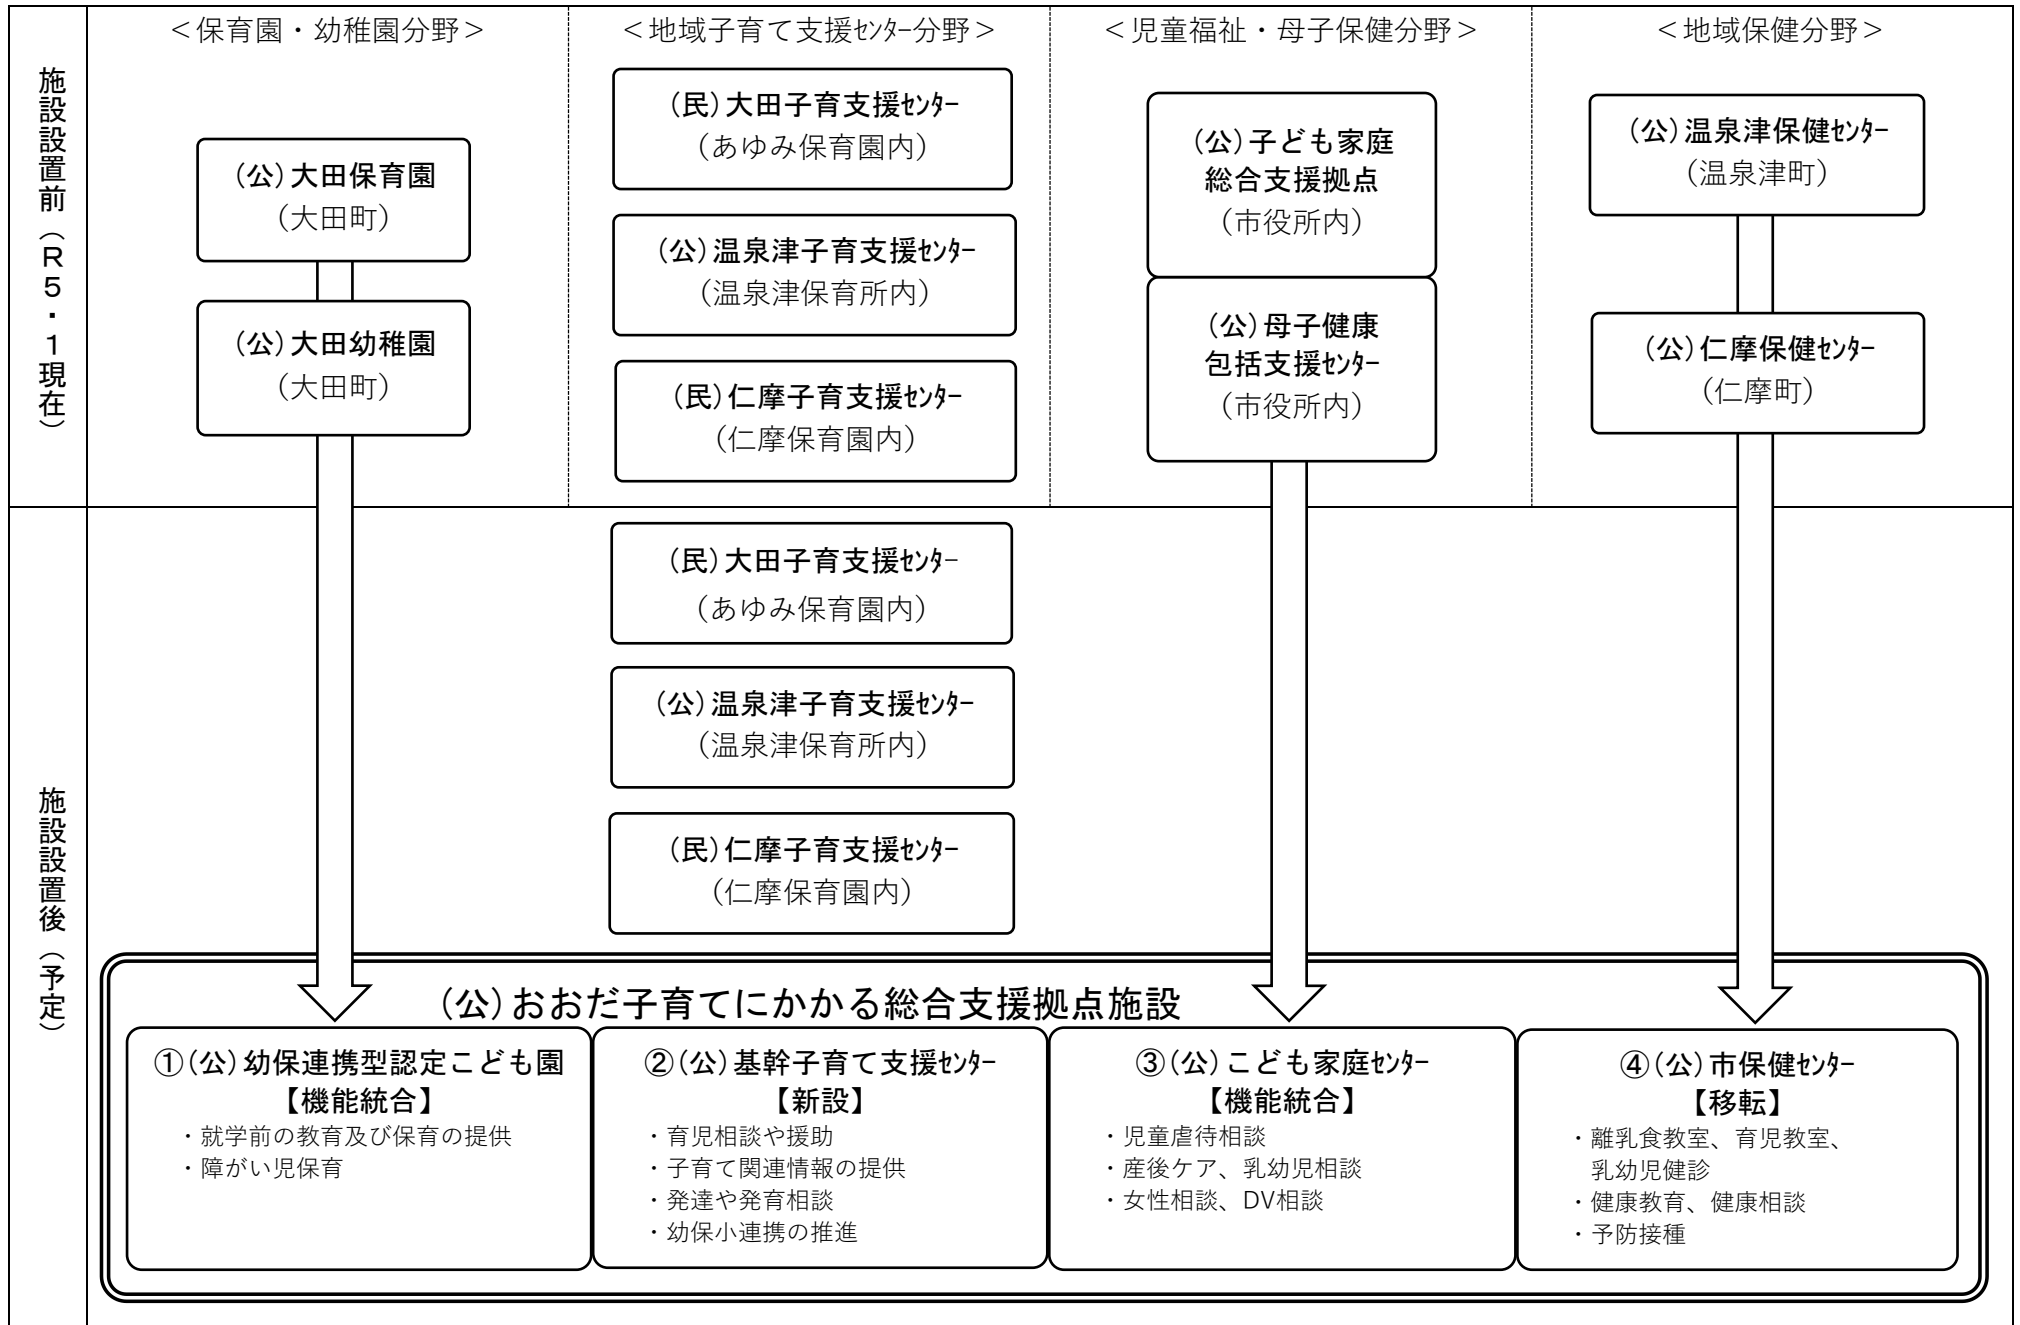 ＜保育園・幼稚園分野＞
＜地域子育て支援ｾﾝﾀｰ分野＞
＜児童福祉・母子保健分野＞
＜地域保健分野＞
施設設置前（Ｒ５・１現在）
(公)大田保育園
（大田町）
(公)大田幼稚園
（大田町）
(民)大田子育支援ｾﾝﾀｰ
（あゆみ保育園内）
(公)温泉津子育支援ｾﾝﾀｰ
（温泉津保育所内）
(民)仁摩子育支援ｾﾝﾀｰ
（仁摩保育園内）
(公)子ども家庭
総合支援拠点
（市役所内）
(公)母子健康
包括支援ｾﾝﾀｰ
（市役所内）
(公)温泉津保健ｾﾝﾀｰ
（温泉津町）
(公)仁摩保健ｾﾝﾀｰ
（仁摩町）
施設設置後（予定）
(民)大田子育支援ｾﾝﾀｰ
（あゆみ保育園内）
(公)温泉津子育支援ｾﾝﾀｰ
（温泉津保育所内）
(民)仁摩子育支援ｾﾝﾀｰ
（仁摩保育園内）
(公)おおだ子育てにかかる総合支援拠点施設
①(公)幼保連携型認定こども園
【機能統合】
・就学前の教育及び保育の提供
・障がい児保育
②(公)基幹子育て支援ｾﾝﾀｰ
【新設】
・育児相談や援助
・子育て関連情報の提供
・発達や発育相談
・幼保小連携の推進
③(公)こども家庭ｾﾝﾀｰ
【機能統合】
・児童虐待相談
・産後ケア、乳幼児相談
・女性相談、DV相談
④(公)市保健ｾﾝﾀｰ
【移転】
・離乳食教室、育児教室、
乳幼児健診
・健康教育、健康相談
・予防接種